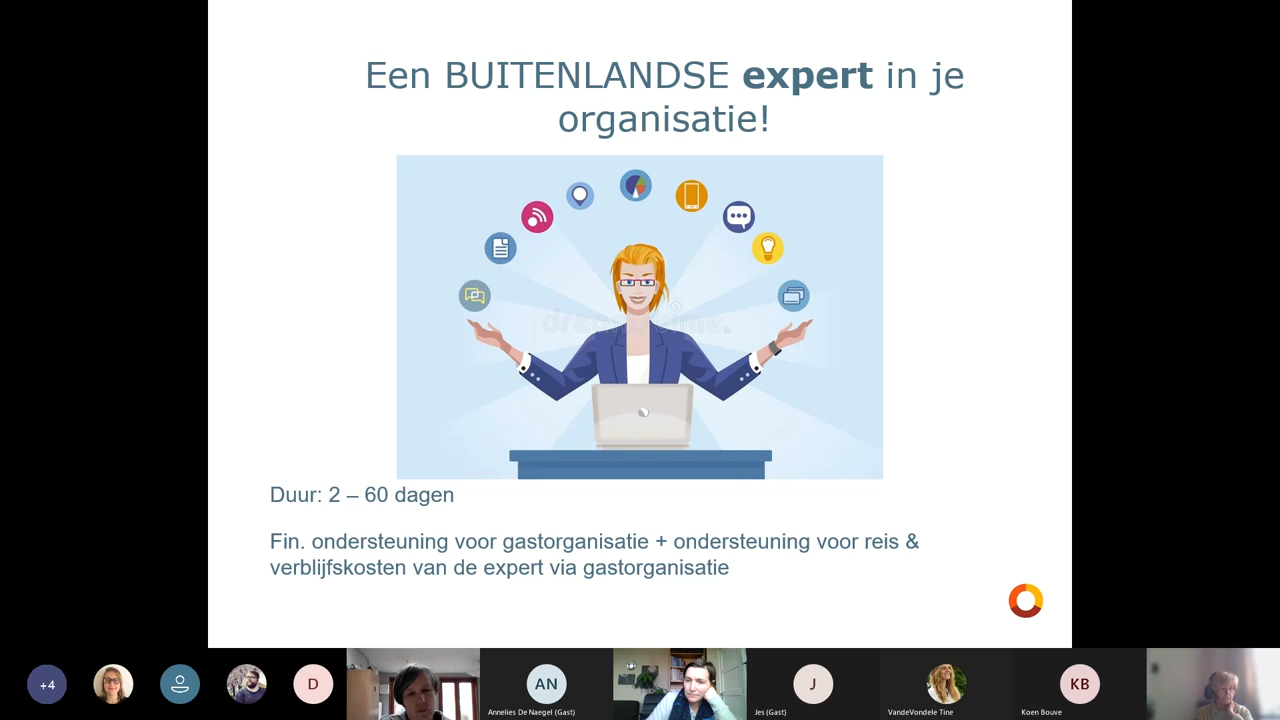 Een BUITENLANDSE expert in je
organisatie!
Duur: 2 – 60 dagen
Fin. ondersteuning voor gastorganisatie + ondersteuning voor reis &
verblijfskosten van de expert via gastorganisatie
+4
D
AN
J
KB
Annelies De Naegel (Gast)
Jes (Gast)
VandeVondele Tine
Koen Bouve